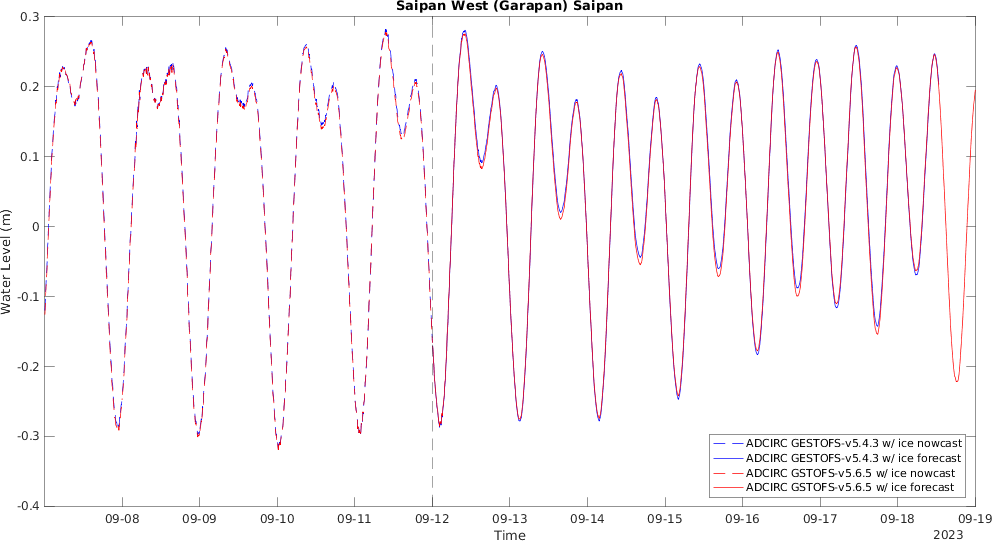 Saipan West (Garapan) Saipan
0.3
0.2
0.1
0
-0.1
-0.2
-0.3
-0.4
Water Level (m)
ADCIRC GESTOFS-v5.4.3 w/ ice nowcast
ADCIRC GESTOFS-v5.4.3 w/ ice forecast
ADCIRC GSTOFS-v5.6.5 w/ ice nowcast
ADCIRC GSTOFS-v5.6.5 w/ ice forecast
09-08 09-09 09-10 09-11 09-12 09-13 09-14 09-15 09-16 09-17 09-18 09-19
Time
2023